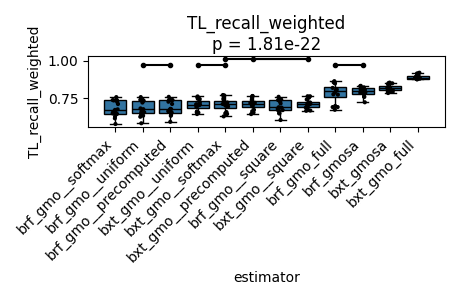 TL_recall_weighted
p = 1.81e-22
TL_recall_weighted
1.00
0.75
brf_gmo__softmax
brf_gmo__uniform
brf_gmo__precomputed
bxt_gmo__uniform
bxt_gmo__softmax
bxt_gmo__precomputed
brf_gmo__square
bxt_gmo__square
brf_gmo_full
brf_gmosa
bxt_gmosa
bxt_gmo_full
estimator